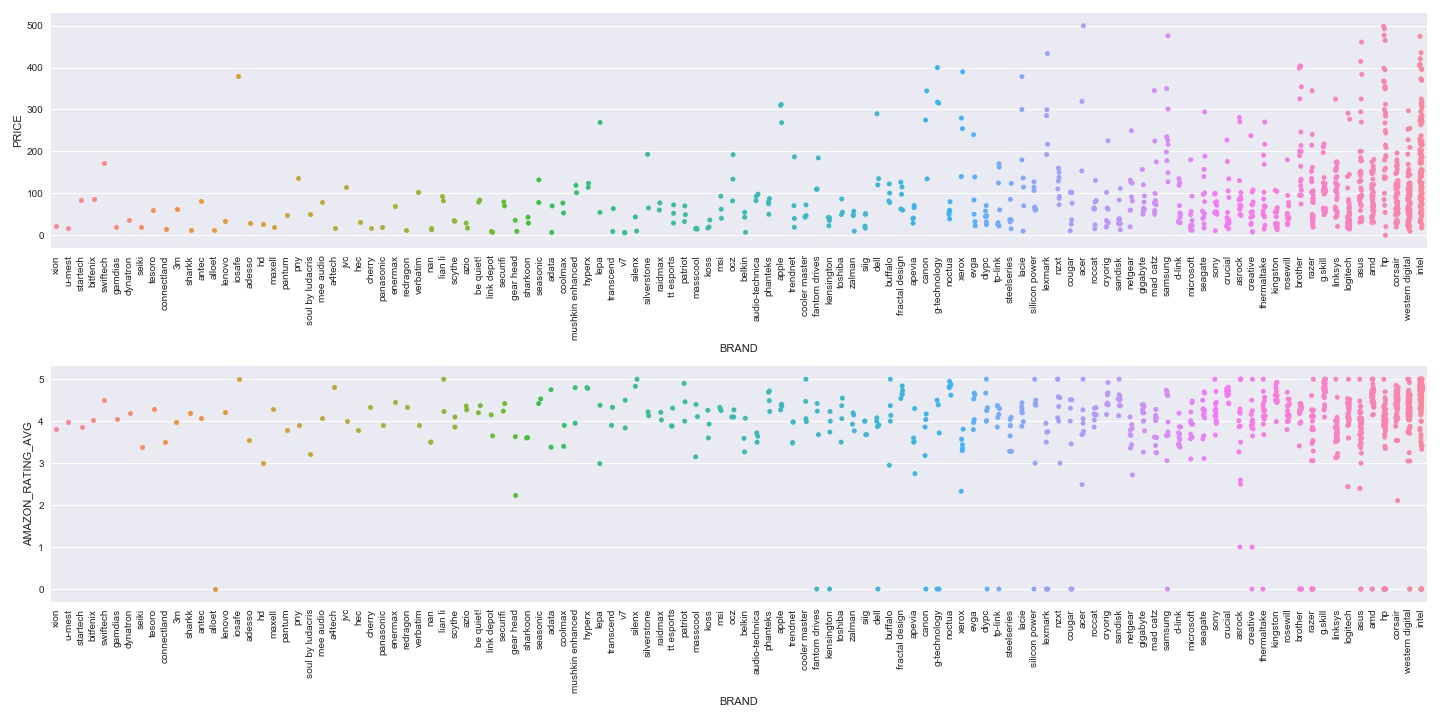 500
400
300
200
100
0
PRICE
xion
u-nest
startech
bitfenix
swiftech
gamdias
dynatron
seiki
tesoro
connectland
3m
sharkk
antec
alloet
lenovo
iosafe
adesso
hd
maxell
pantum
pny
soul by ludacris
mee audio
a4tech
jvc
hec
cherry
panasonic
enermax
redragon
verbatim
nan
lian li
scythe
azio
be quiet!
link depot
securifi
gear head
sharkoon
seasonic
adata
coolmax
mushkin enhanced
hyperx
lepa
transcend
v7
silenx
silverstone
raidmax
tt esports
patriot
masscool
koss
msi
ocz
belkin
audio-technica
phanteks
apple
trendnet
cooler master
fantom drives
kensington
toshiba
zalman
siig
dell
buffalo
fractal design
apevia
canon
g-technology
noctua
xerox
evga
diypc
tp-link
steelseries
lacie
silicon power
lexmark
nzxt
cougar
acer
roccat
cryorig
sandisk
netgear
gigabyte
mad catz
samsung
d-link
microsoft
seagate
sony
crucial
asrock
creative
thermaltake
kingston
rosewill
brother
razer
g.skill
linksys
logitech
asus
amd
hp
corsair
western digital
intel
BRAND
5
4
3
2
1
0
AMAZON_RATING_AVG
xion
u-nest
startech
bitfenix
swiftech
gamdias
dynatron
seiki
tesoro
connectland
3m
sharkk
antec
alloet
lenovo
iosafe
adesso
hd
maxell
pantum
pny
soul by ludacris
mee audio
a4tech
jvc
hec
cherry
panasonic
enermax
redragon
verbatim
nan
lian li
scythe
azio
be quiet!
link depot
securifi
gear head
sharkoon
seasonic
adata
coolmax
mushkin enhanced
hyperx
lepa
transcend
v7
silenx
silverstone
raidmax
tt esports
patriot
masscool
koss
msi
ocz
belkin
audio-technica
phanteks
apple
trendnet
cooler master
fantom drives
kensington
toshiba
zalman
siig
dell
buffalo
fractal design
apevia
canon
g-technology
noctua
xerox
evga
diypc
tp-link
steelseries
lacie
silicon power
lexmark
nzxt
cougar
acer
roccat
cryorig
sandisk
netgear
gigabyte
mad catz
samsung
d-link
microsoft
seagate
sony
crucial
asrock
creative
thermaltake
kingston
rosewill
brother
razer
g.skill
linksys
logitech
asus
amd
hp
corsair
western digital
intel
BRAND